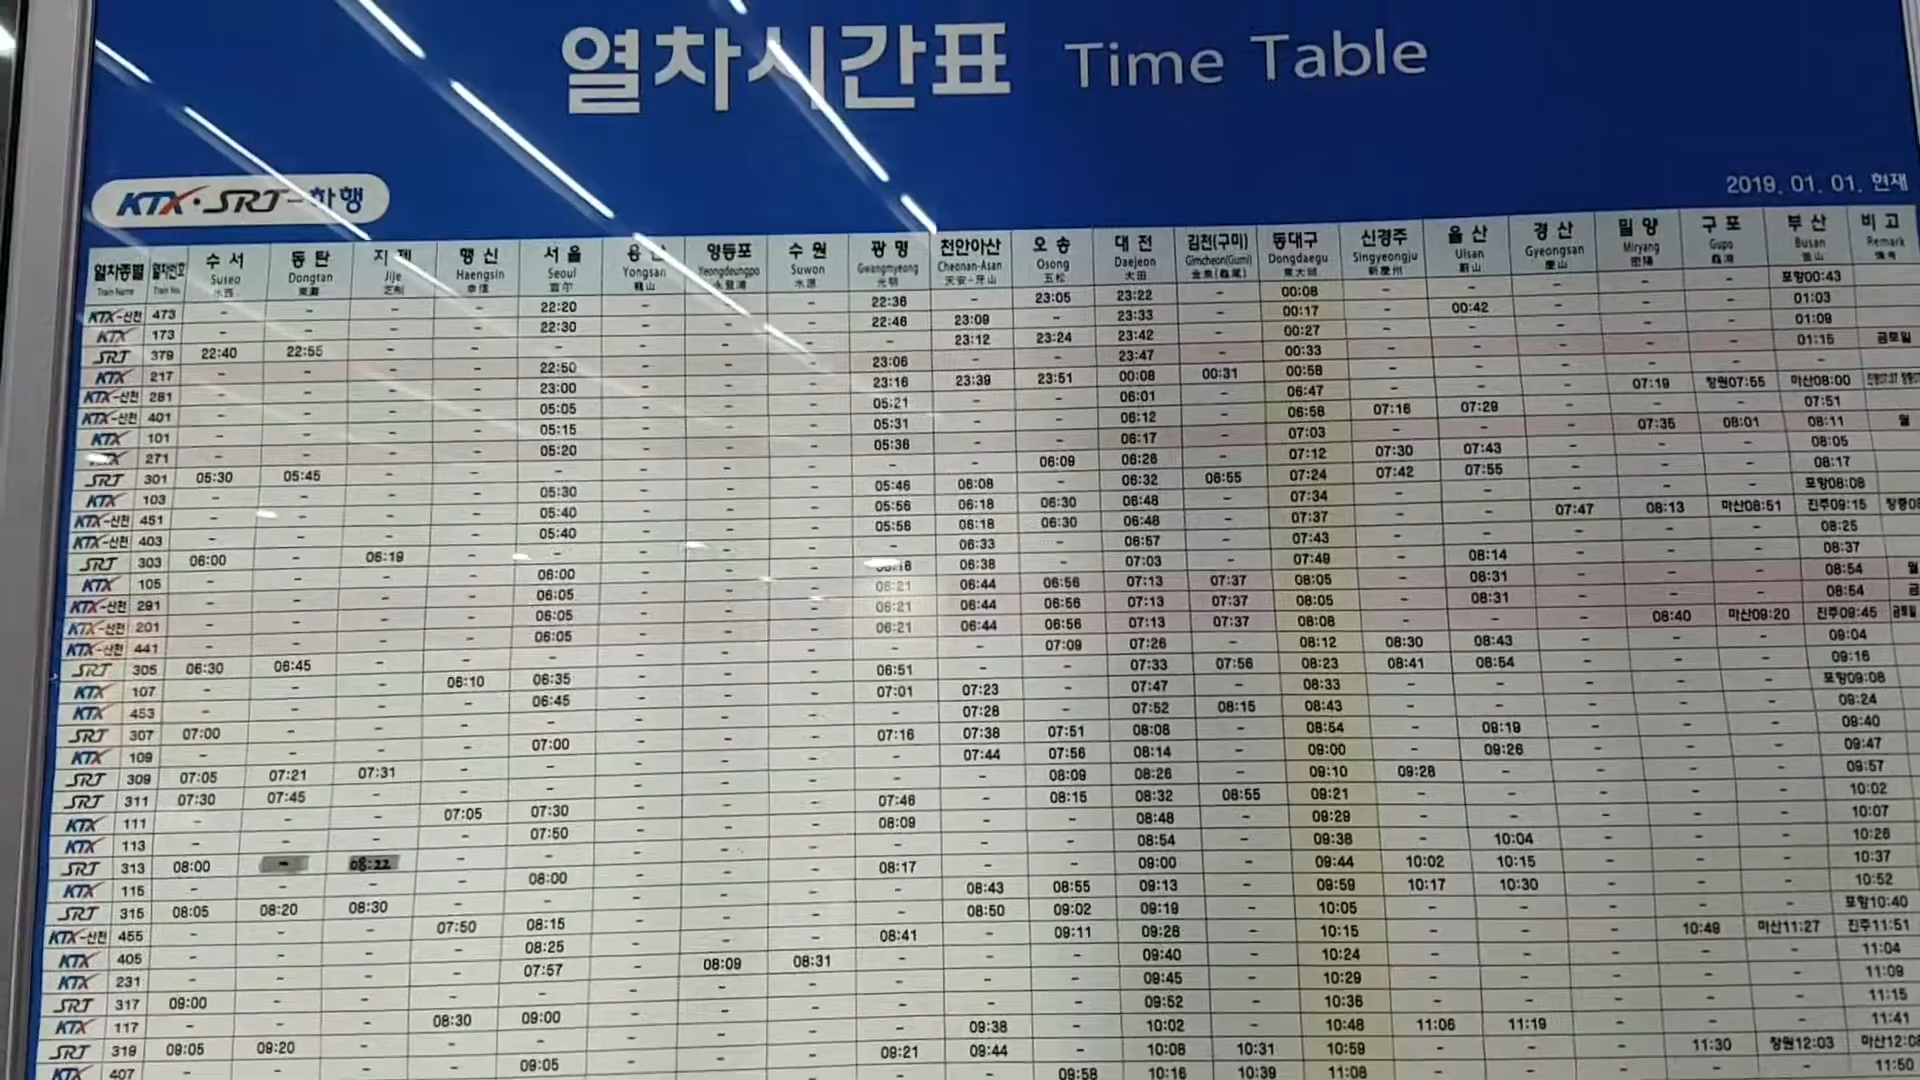 열차시간표 Time Table
KTX·SRT-하행
2019. 01. 01. 현재
열차종별 열차번호 수서 동탄 지제 행신 서울 용산 영등포 수원 광명 천안아산 오송 대전 김천(구미) 동대구 신경주 울산 경산 밀양 구포 부산 비고
Train Name Train No. Suseo Dongtan Jije Haengsin Seoul Yongsan Yeongdeungpo Suwon Gwangmyeong Cheonan-Asan Osong Daejeon Gimcheon(Gumi) Dongdaegu Singyeongju Ulsan Gyeongsan Miryang Gupo Busan Remark
KTX-산천 473 - - - - 22:20 - - - 22:36 - 23:05 23:22 - 00:08 - - - - - 포항00:43
KTX 173 - - - - 22:30 - - - 22:46 23:09 - 23:33 - 00:17 - 00:42 - - - 01:03
SRT 379 22:40 22:55 - - - - - - - 23:12 23:24 23:42 - 00:27 - - - - - 01:09
KTX 217 - - - - 22:50 - - - 23:06 - - 23:47 - 00:33 - - - - - 01:15 금토일
KTX-산천 281 - - - - 23:00 - - - 23:16 23:39 23:51 00:08 00:31 00:58 - - - - - -
KTX-산천 401 - - - - 05:05 - - - 05:21 - - 06:01 - 06:47 - - - 07:19 창원07:55 마산08:00
KTX 101 - - - - 05:15 - - - 05:31 - - 06:12 - 06:58 07:16 07:29 - - - 07:51
KTX 271 - - - - 05:20 - - - 05:36 - - 06:17 - 07:03 - - - 07:35 08:01 08:11 월
SRT 301 05:30 05:45 - - - - - - - - 06:09 06:28 - 07:12 07:30 07:43 - - - 08:05
KTX 103 - - - - 05:30 - - - 05:46 06:08 - 06:32 06:55 07:24 07:42 07:55 - - - 08:17
KTX-산천 451 - - - - 05:40 - - - 05:56 06:18 06:30 06:48 - 07:34 - - - - - 포항08:08
KTX-산천 403 - - - - 05:40 - - - 05:56 06:18 06:30 06:48 - 07:37 - - 07:47 08:13 마산08:51 진주09:15
SRT 303 06:00 - 06:19 - - - - - - 06:33 - 06:57 - 07:43 - - - - - 08:25
KTX 105 - - - - 06:00 - - - 06:16 06:38 - 07:03 - 07:49 - 08:14 - - - 08:37
KTX-산천 291 - - - - 06:05 - - - 06:21 06:44 06:56 07:13 07:37 08:05 - 08:31 - - - 08:54 월
KTX-산천 201 - - - - 06:05 - - - 06:21 06:44 06:56 07:13 07:37 08:05 - 08:31 - - - 08:54 금
KTX-산천 441 - - - - 06:05 - - - 06:21 06:44 06:56 07:13 07:37 08:08 - - - 08:40 마산09:20 진주09:45 금토일
SRT 305 06:30 06:45 - - - - - - - - 07:09 07:26 - 08:12 08:30 08:43 - - - 09:04
KTX 107 - - - 06:10 06:35 - - - 06:51 - - 07:33 07:56 08:23 08:41 08:54 - - - 09:16
KTX 453 - - - - 06:45 - - - 07:01 07:23 - 07:47 - 08:33 - - - - - 포항09:08
SRT 307 07:00 - - - - - - - - 07:28 - 07:52 08:15 08:43 - - - - - 09:24
KTX 109 - - - - 07:00 - - - 07:16 07:38 07:51 08:08 - 08:54 - 09:19 - - - 09:40
SRT 309 07:05 07:21 07:31 - - - - - - 07:44 07:56 08:14 - 09:00 - 09:26 - - - 09:47
SRT 311 07:30 07:45 - - - - - - - - 08:09 08:26 - 09:10 09:28 - - - - 09:57
KTX 111 - - - 07:05 07:30 - - - 07:46 - 08:15 08:32 08:55 09:21 - - - - - 10:02
KTX 113 - - - - 07:50 - - - 08:09 - - 08:48 - 09:29 - - - - - 10:07
SRT 313 08:00 - 08:22 - - - - - - - - 08:54 - 09:38 - 10:04 - - - 10:26
KTX 115 - - - - 08:00 - - - 08:17 - - 09:00 - 09:44 10:02 10:15 - - - 10:37
SRT 315 08:05 08:20 08:30 - - - - - - 08:43 08:55 09:13 - 09:59 10:17 10:30 - - - 10:52
KTX-산천 455 - - - 07:50 08:15 - - - - 08:50 09:02 09:19 - 10:05 - - - - - 포항10:40
KTX 405 - - - - 08:25 - - - 08:41 - 09:11 09:28 - 10:15 - - - 10:49 마산11:27 진주11:51
KTX 231 - - - - 07:57 - 08:09 08:31 - - - 09:40 - 10:24 - - - - - 11:04
SRT 317 09:00 - - - - - - - - - - 09:45 - 10:29 - - - - - 11:09
KTX 117 - - - 08:30 09:00 - - - - - - 09:52 - 10:36 - - - - - 11:15
SRT 319 09:05 09:20 - - - - - - - 09:38 - 10:02 - 10:48 11:06 11:19 - - - 11:41
KTX 407 - - - - 09:05 - - - 09:21 09:44 - 10:08 10:31 10:59 - - - 11:30 창원12:03 마산12:08
- - 09:58 10:16 10:39 11:08 - - - - - 11:50